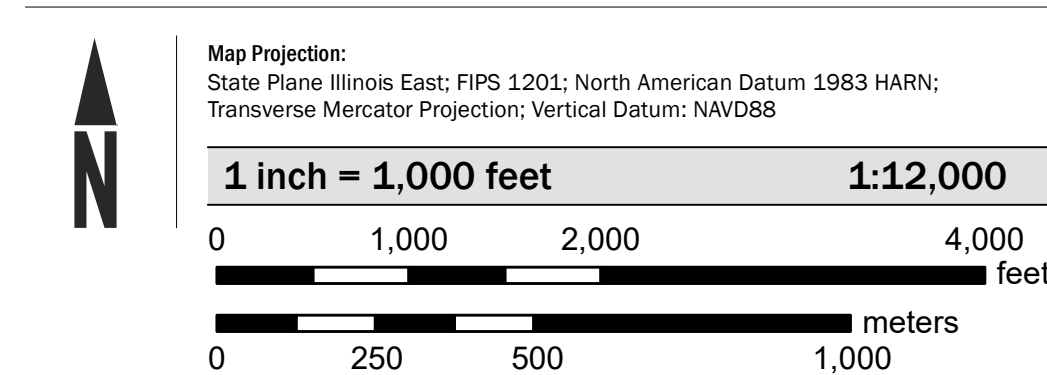 N
Map Projection:
State Plane Illinois East; FIPS 1201; North American Datum 1983 HARN;
Transverse Mercator Projection; Vertical Datum: NAVD88
1 inch = 1,000 feet 1:12,000
0 1,000 2,000 4,000
feet
meters
0 250 500 1,000